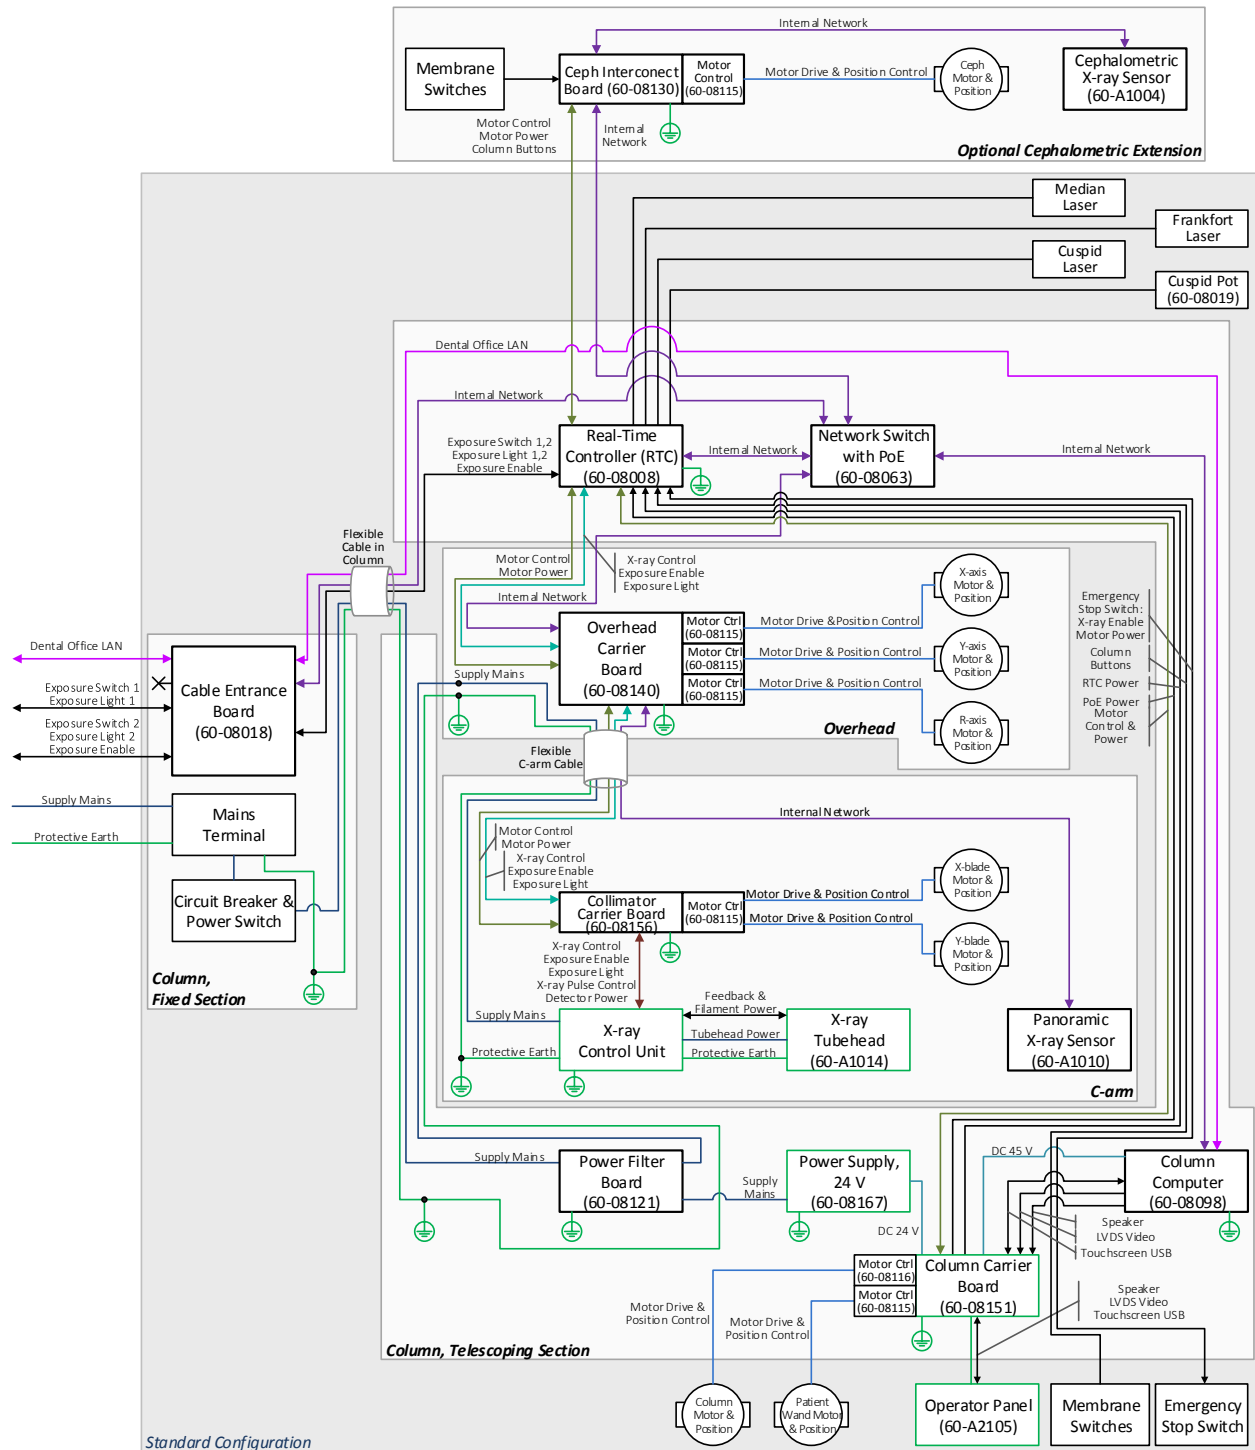 Internal Network
Membrane
Switches
Ceph Interconect
Board (60-08130)
Motor
Control
(60-08115)
Motor Drive & Position Control
Ceph
Motor &
Position
Cephalometric
X-ray Sensor
(60-A1004)
Motor Control
Motor Power
Column Buttons
Internal
Network
Optional Cephalometric Extension
Median
Laser
Frankfort
Laser
Cuspid
Laser
Cuspid Pot
(60-08019)
Dental Office LAN
Internal Network
Exposure Switch 1,2
Exposure Light 1,2
Exposure Enable
Real-Time
Controller (RTC)
(60-08008)
Internal Network
Network Switch
with PoE
(60-08063)
Internal Network
Flexible
Cable in
Column
Motor Control
Motor Power
X-ray Control
Exposure Enable
Exposure Light
Internal Network
X-axis
Motor &
Position
Overhead
Carrier
Board
(60-08140)
Motor Ctrl
(60-08115)
Motor Ctrl
(60-08115)
Motor Ctrl
(60-08115)
Motor Drive &Position Control
Motor Drive & Position Control
Motor Drive & Position Control
Y-axis
Motor &
Position
R-axis
Motor &
Position
Emergency
Stop Switch:
X-ray Enable
Motor Power
Column
Buttons
RTC Power
PoE Power
Motor
Control &
Power
Supply Mains
Overhead
Dental Office LAN
Exposure Switch 1
Exposure Light 1
Exposure Switch 2
Exposure Light 2
Exposure Enable
Cable Entrance
Board
(60-08018)
Flexible
C-arm Cable
Supply Mains
Protective Earth
Mains
Terminal
Circuit Breaker &
Power Switch
Column,
Fixed Section
Internal Network
Motor Control
Motor Power
X-ray Control
Exposure Enable
Exposure Light
Collimator
Carrier Board
(60-08156)
Motor Ctrl
(60-08115)
Motor Drive & Position Control
Motor Drive & Position Control
X-blade
Motor &
Position
Y-blade
Motor &
Position
X-ray Control
Exposure Enable
Exposure Light
X-ray Pulse Control
Detector Power
Supply Mains
Protective Earth
X-ray
Control Unit
Feedback &
Filament Power
Tubehead Power
Protective Earth
X-ray
Tubehead
(60-A1014)
Panoramic
X-ray Sensor
(60-A1010)
C-arm
Supply Mains
Power Filter
Board
(60-08121)
Supply
Mains
Power Supply,
24 V
(60-08167)
DC 45 V
Column
Computer
(60-08098)
DC 24 V
Speaker
LVDS Video
Touchscreen USB
Motor Ctrl
(60-08116)
Motor Ctrl
(60-08115)
Column Carrier
Board
(60-08151)
Speaker
LVDS Video
Touchscreen USB
Motor Drive &
Position Control
Motor Drive &
Position Control
Column, Telescoping Section
Column
Motor &
Position
Patient
Wand Motor
& Position
Operator Panel
(60-A2105)
Membrane
Switches
Emergency
Stop Switch
Standard Configuration